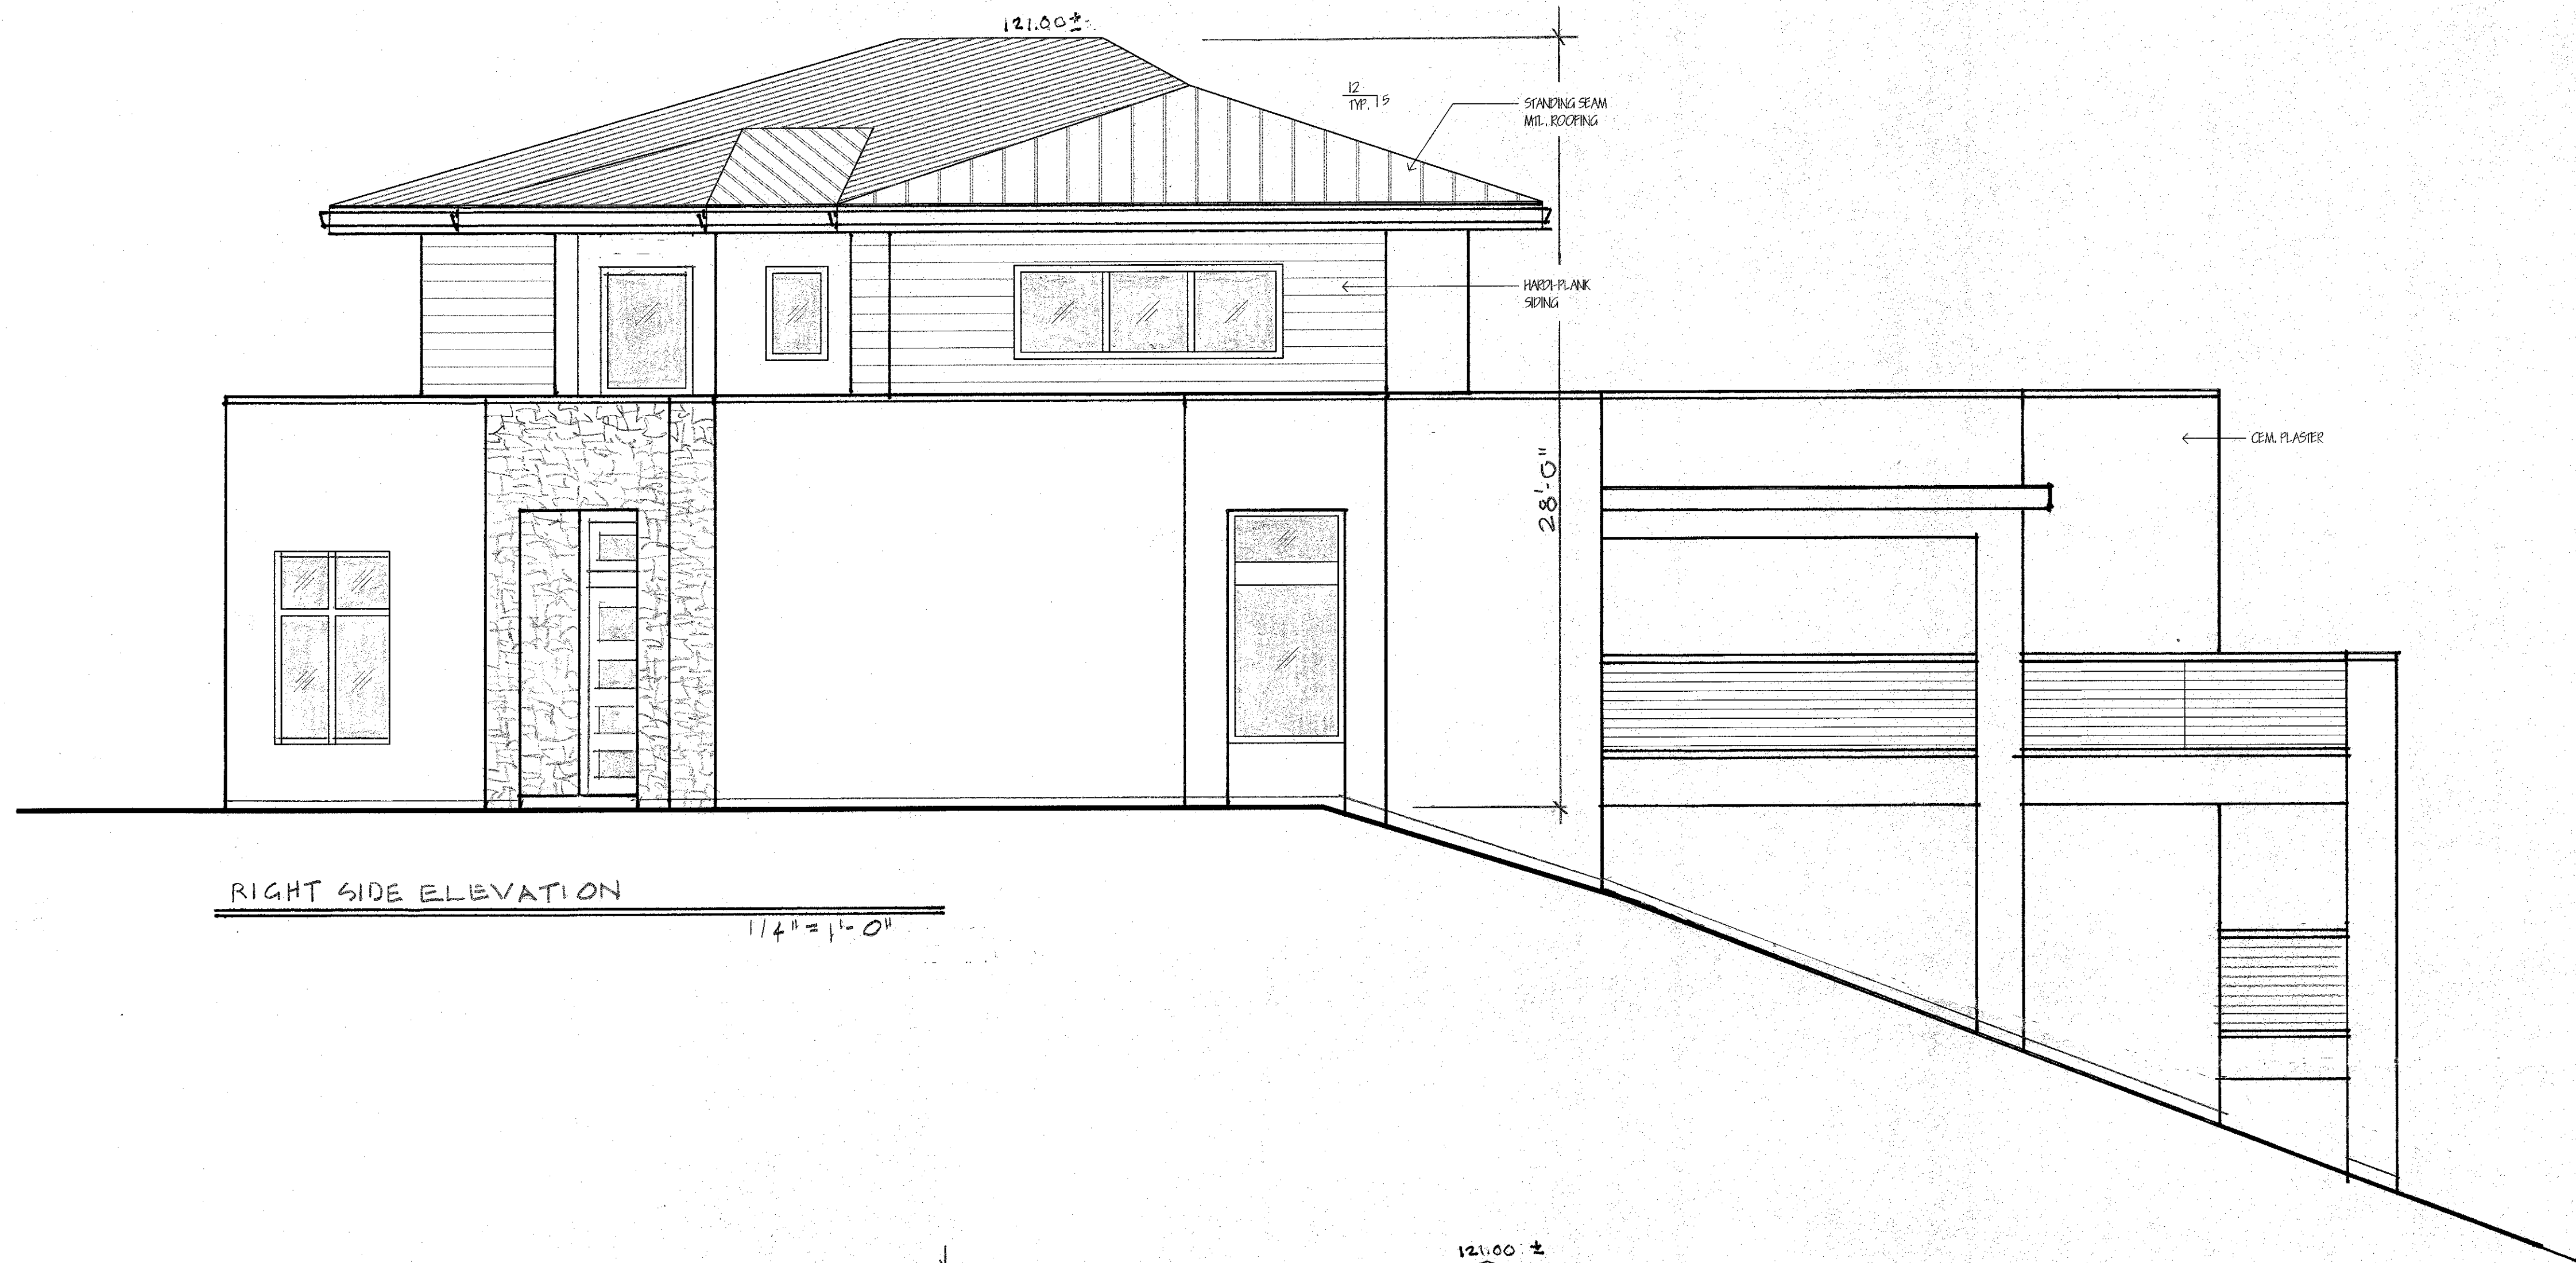 121.00±
12
TYP. 5
STANDING SEAM
MTL. ROOFING
HARDI-PLANK
SIDING
CEM. PLASTER
28'-0"
RIGHT SIDE ELEVATION
1/4" = 1'-0"
121.00 ±